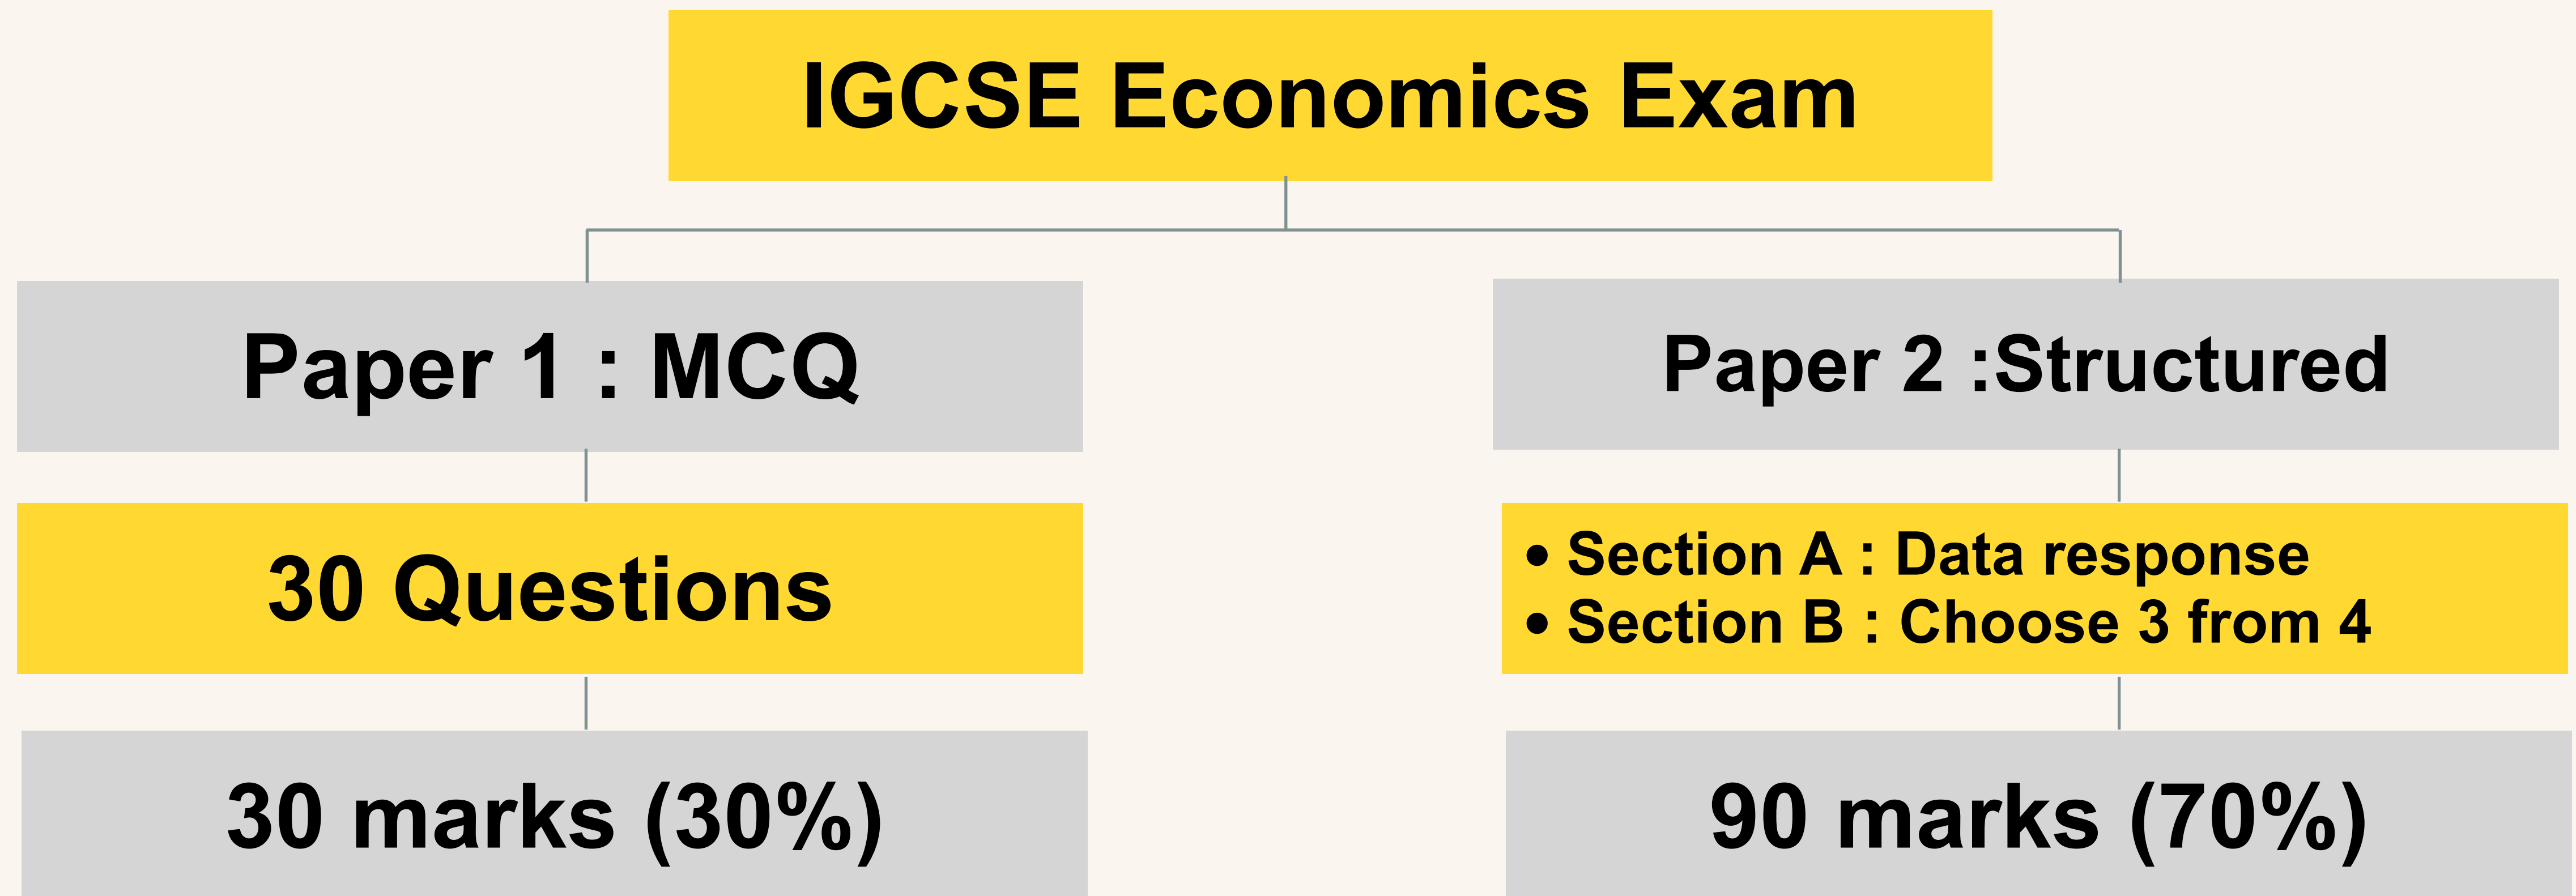 IGCSE Economics Exam
Paper 1 : MCQ
30 Questions
30 marks (30%)
Paper 2 :Structured
• Section A : Data response
• Section B : Choose 3 from 4
90 marks (70%)